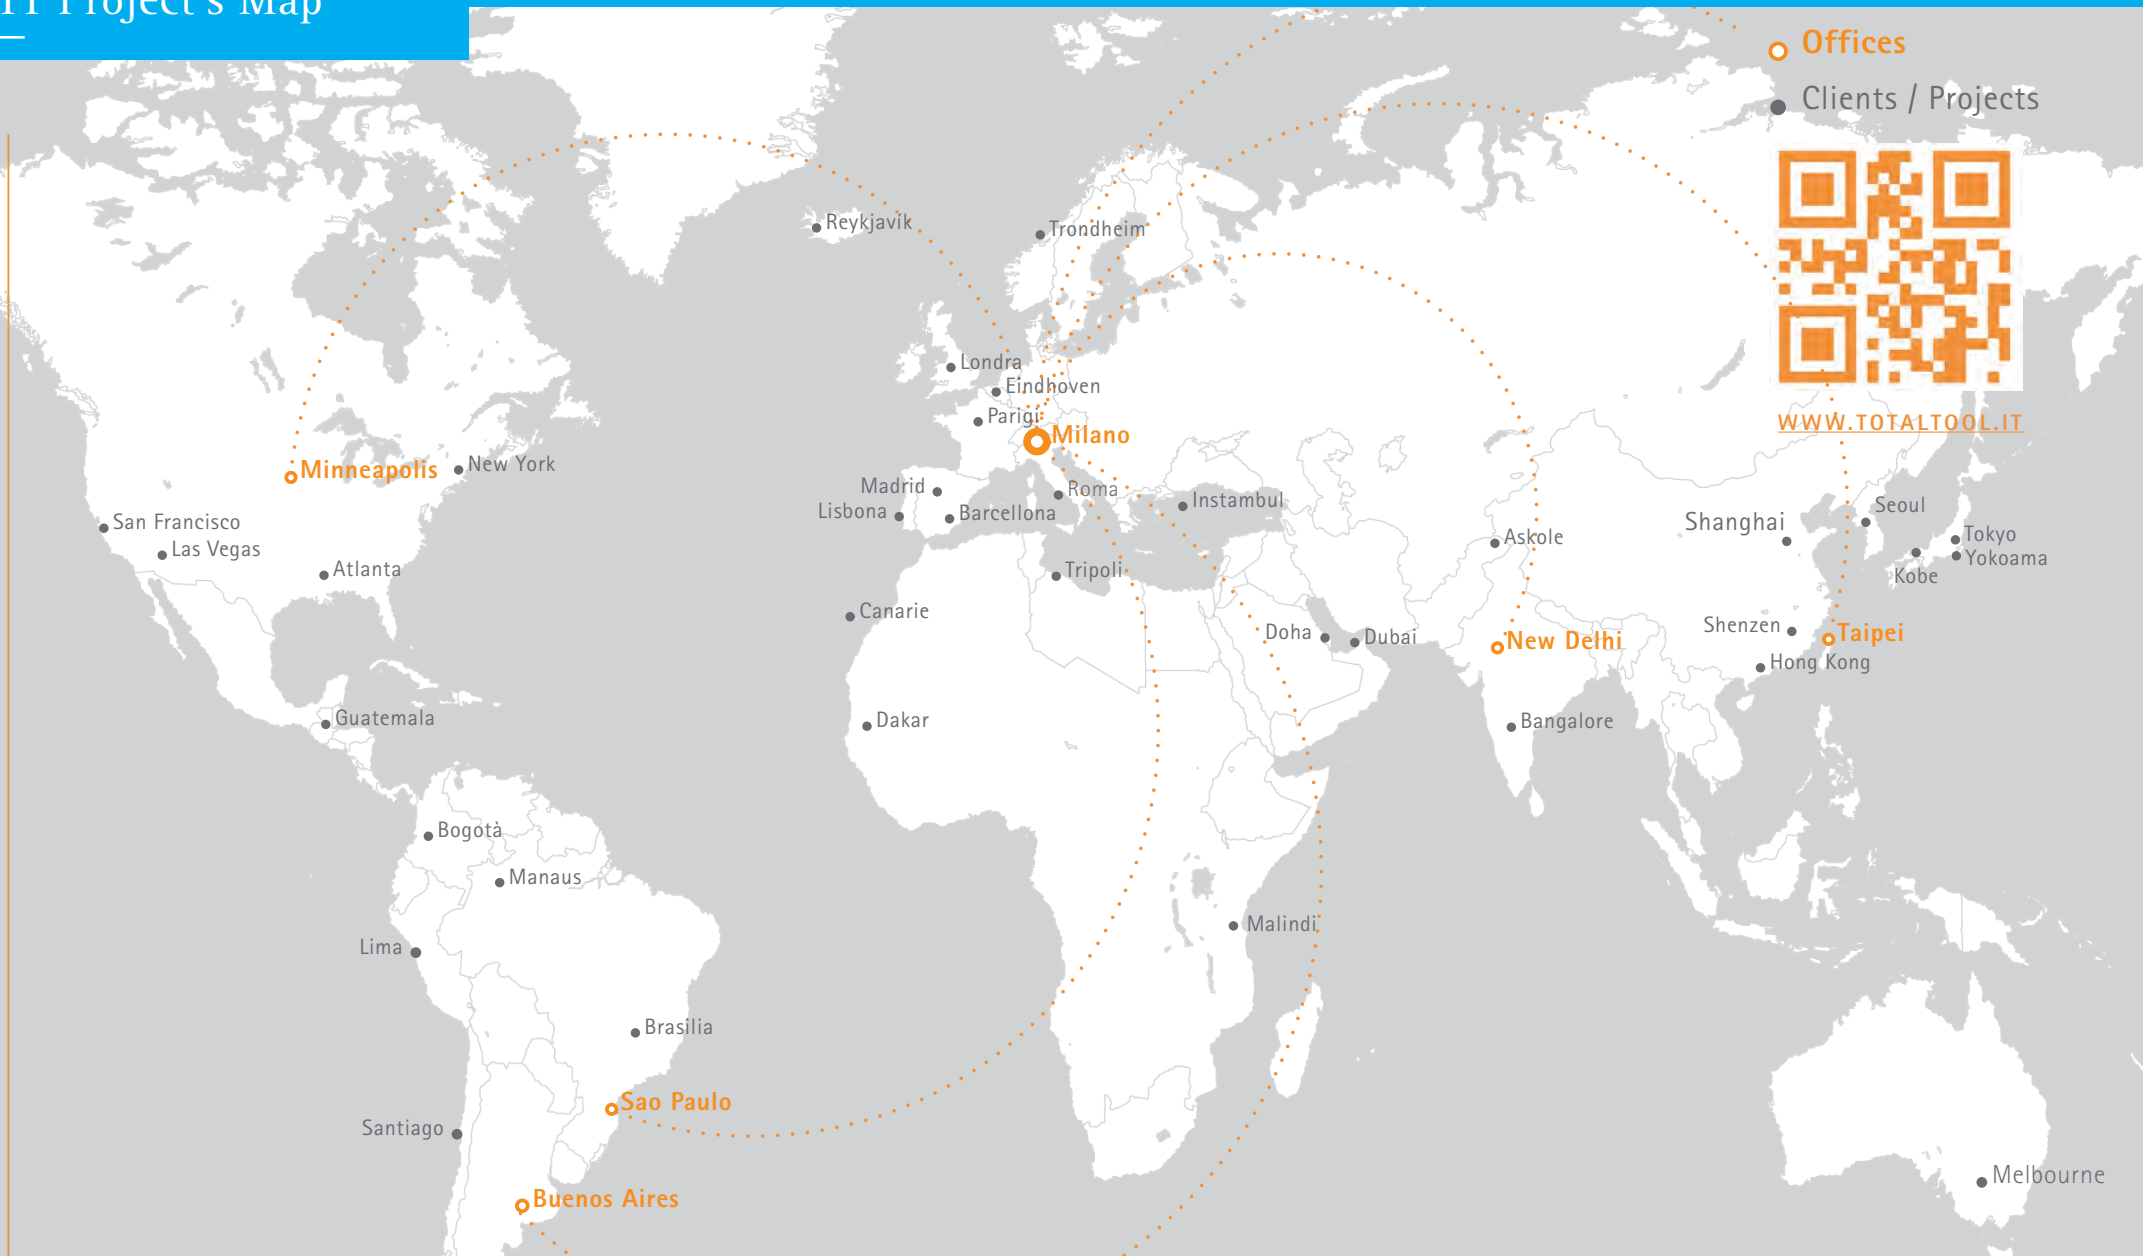 Project's Map
Offices
Clients / Projects
WWW.TOTALTOOL.IT
Reykjavik
Trondheim
Londra
Eindhoven
Parigi
Milano
Minneapolis
New York
Madrid
Roma
Lisbona
Barcellona
Instambul
San Francisco
Las Vegas
Atlanta
Tripoli
Canarie
Askole
Shanghai
Seoul
Tokyo
Yokoama
Kobe
Doha
Dubai
New Delhi
Shenzen
Taipei
Hong Kong
Guatemala
Dakar
Bangalore
Bogotà
Manaus
Malindi
Lima
Brasilia
Sao Paulo
Santiago
Melbourne
Buenos Aires